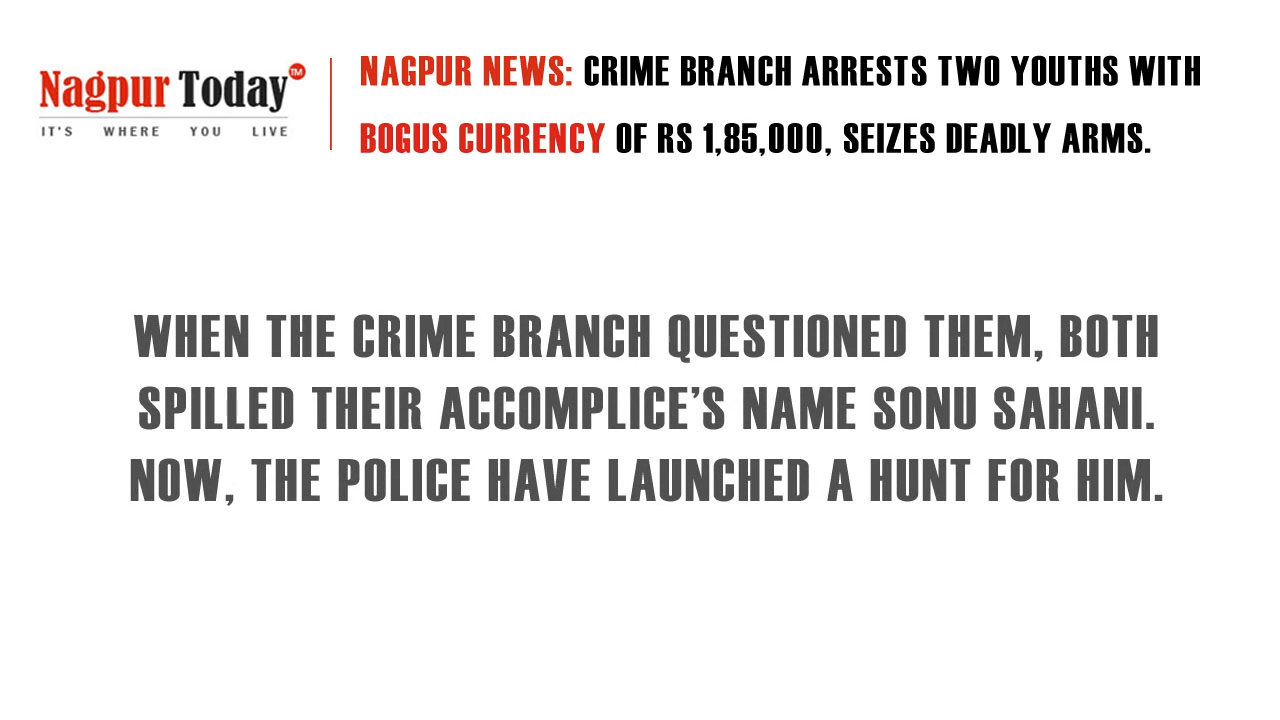 Nagpur Today TM
IT'S WHERE YOU LIVE
NAGPUR NEWS: CRIME BRANCH ARRESTS TWO YOUTHS WITH
BOGUS CURRENCY OF RS 1,85,000, SEIZES DEADLY ARMS.
WHEN THE CRIME BRANCH QUESTIONED THEM, BOTH
SPILLED THEIR ACCOMPLICE’S NAME SONU SAHANI.
NOW, THE POLICE HAVE LAUNCHED A HUNT FOR HIM.